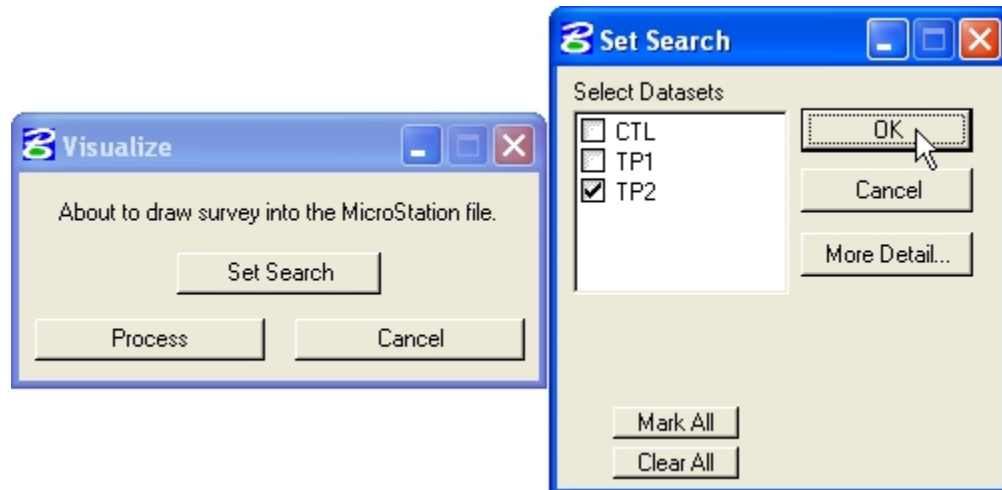 Visualize
About to draw survey into the MicroStation file.
Set Search
Process
Cancel
Set Search
Select Datasets
CTL
TP1
TP2
OK
Cancel
More Detail...
Mark All
Clear All